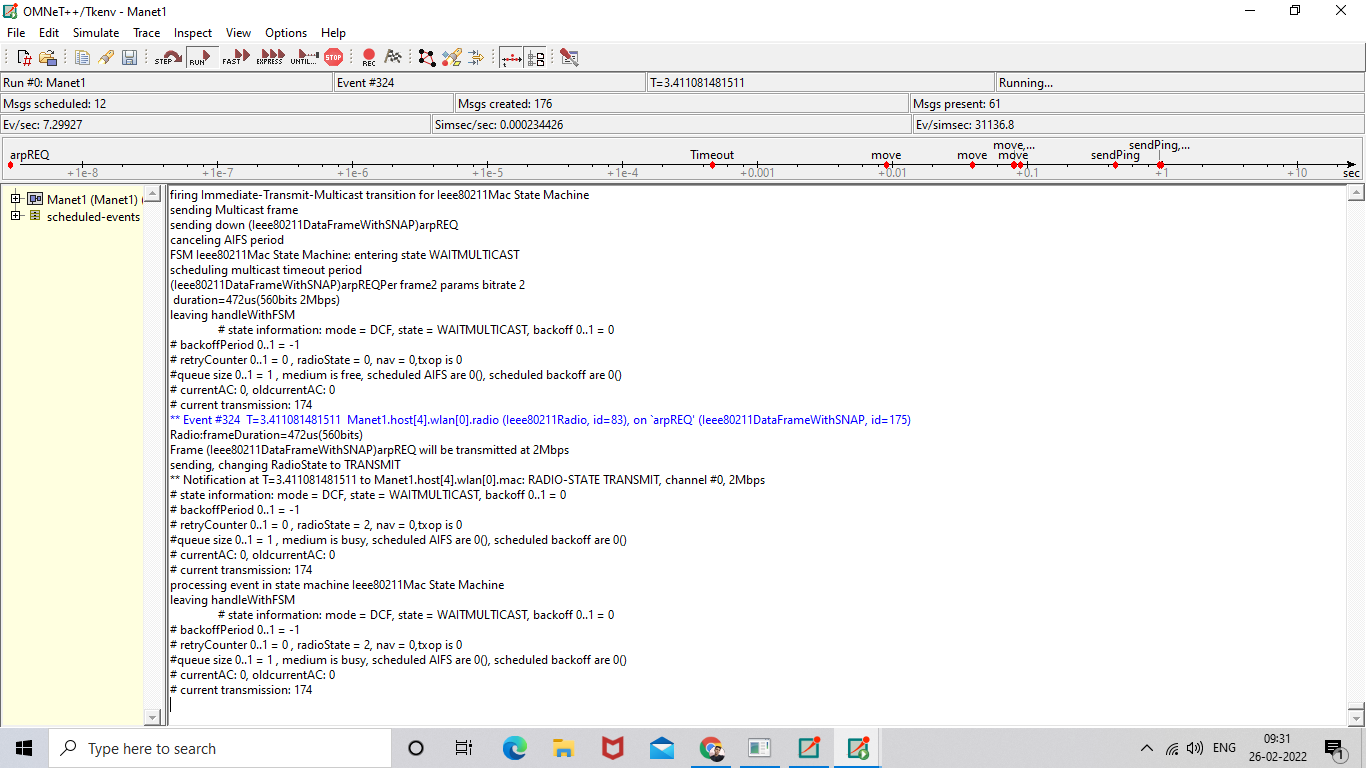 OMNeT++/Tkenv - Manet1
File Edit Simulate Trace Inspect View Options Help
STEP RUN FAST EXPRESS UNTIL... STOP REC
Run #0: Manet1 Event #324 T=3.411081481511 Running...
Msgs scheduled: 12 Msgs created: 176 Msgs present: 61
Ev/sec: 7.29927 Simsec/sec: 0.000234426 Ev/simsec: 31136.8
move,... sendPing,...
arpREQ Timeout move move move sendPing
+1e-8 +1e-7 +1e-6 +1e-5 +1e-4 +0.001 +0.01 +0.1 +1 +10 sec
Manet1 (Manet1) (
scheduled-events
firing Immediate-Transmit-Multicast transition for Ieee80211Mac State Machine
sending Multicast frame
sending down (Ieee80211DataFrameWithSNAP)arpREQ
canceling AIFS period
FSM Ieee80211Mac State Machine: entering state WAITMULTICAST
scheduling multicast timeout period
(Ieee80211DataFrameWithSNAP)arpREQPer frame2 params bitrate 2
duration=472us(560bits 2Mbps)
leaving handleWithFSM
# state information: mode = DCF, state = WAITMULTICAST, backoff 0..1 = 0
# backoffPeriod 0..1 = -1
# retryCounter 0..1 = 0 , radioState = 0, nav = 0,txop is 0
#queue size 0..1 = 1 , medium is free, scheduled AIFS are 0(), scheduled backoff are 0()
# currentAC: 0, oldcurrentAC: 0
# current transmission: 174
** Event #324  T=3.411081481511  Manet1.host[4].wlan[0].radio (Ieee80211Radio, id=83), on `arpREQ' (Ieee80211DataFrameWithSNAP, id=175)
Radio:frameDuration=472us(560bits)
Frame (Ieee80211DataFrameWithSNAP)arpREQ will be transmitted at 2Mbps
sending, changing RadioState to TRANSMIT
** Notification at T=3.411081481511 to Manet1.host[4].wlan[0].mac: RADIO-STATE TRANSMIT, channel #0, 2Mbps
# state information: mode = DCF, state = WAITMULTICAST, backoff 0..1 = 0
# backoffPeriod 0..1 = -1
# retryCounter 0..1 = 0 , radioState = 2, nav = 0,txop is 0
#queue size 0..1 = 1 , medium is busy, scheduled AIFS are 0(), scheduled backoff are 0()
# currentAC: 0, oldcurrentAC: 0
# current transmission: 174
processing event in state machine Ieee80211Mac State Machine
leaving handleWithFSM
# state information: mode = DCF, state = WAITMULTICAST, backoff 0..1 = 0
# backoffPeriod 0..1 = -1
# retryCounter 0..1 = 0 , radioState = 2, nav = 0,txop is 0
#queue size 0..1 = 1 , medium is busy, scheduled AIFS are 0(), scheduled backoff are 0()
# currentAC: 0, oldcurrentAC: 0
# current transmission: 174
Type here to search
ENG
09:31
26-02-2022
1